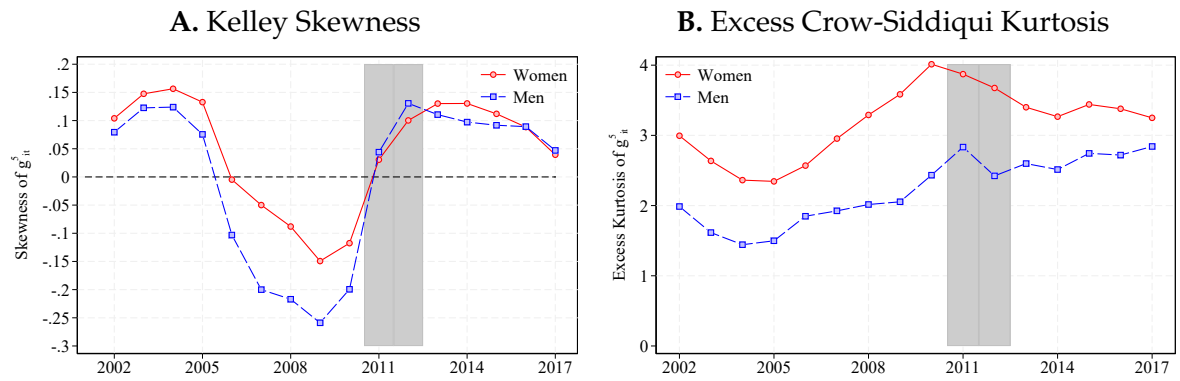 A. Kelley Skewness
.2
.15
.1
.05
0
-.05
-.1
-.15
-.2
-.25
-.3
Skewness of g⁵ᵢₜ
Women
Men
2002 2005 2008 2011 2014 2017
B. Excess Crow-Siddiqui Kurtosis
4
3
2
1
0
Excess Kurtosis of g⁵ᵢₜ
Women
Men
2002 2005 2008 2011 2014 2017